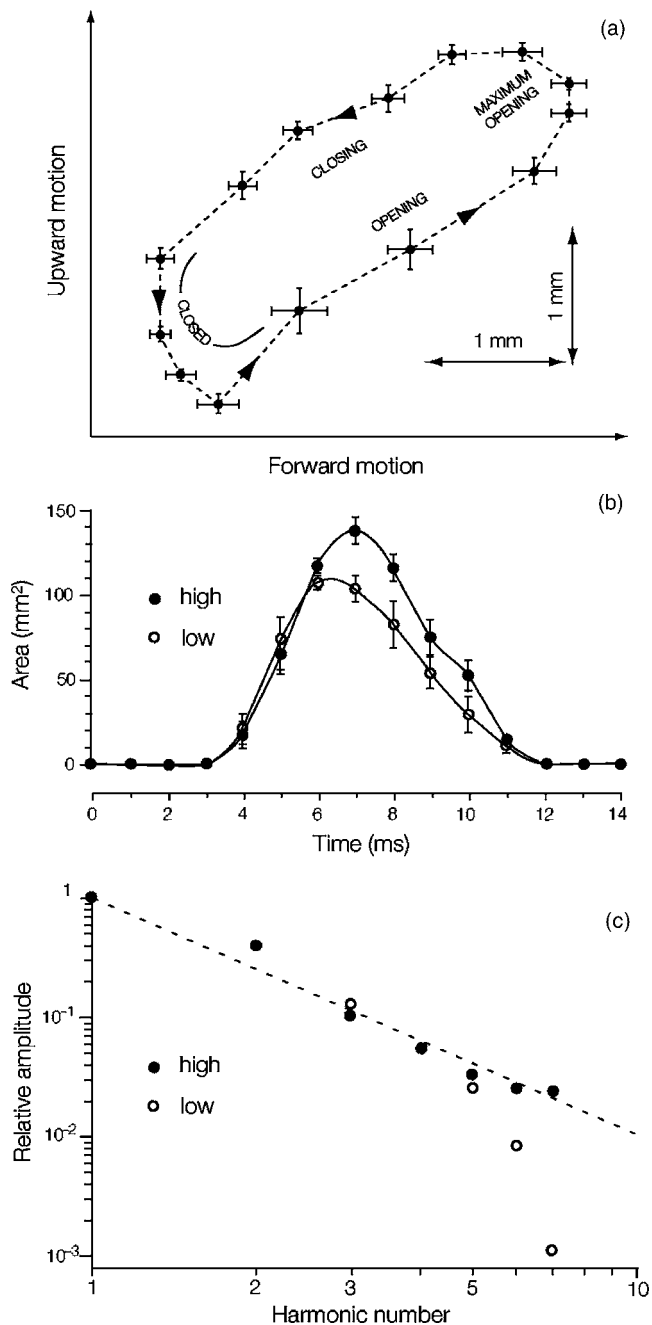 (a)
Upward motion
MAXIMUM
OPENING
CLOSING
OPENING
CLOSED
1 mm
1 mm
Forward motion
(b)
150
100
50
0
Area (mm²)
high
low
0 2 4 6 8 10 12 14
Time (ms)
(c)
1
10⁻¹
10⁻²
10⁻³
Relative amplitude
high
low
1 2 3 5 7 10
Harmonic number